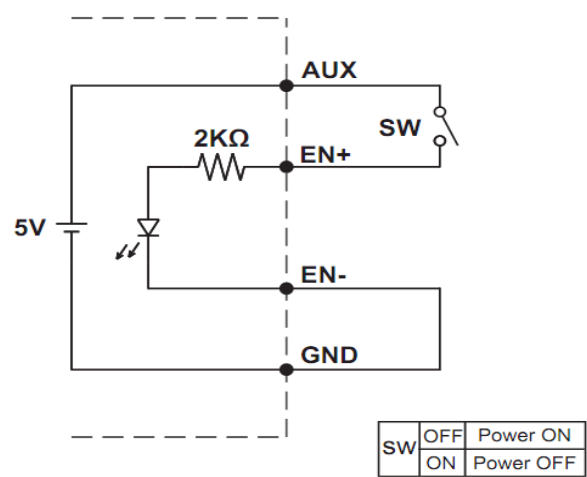 AUX
SW
2KΩ
EN+
5V
EN-
GND
SW OFF Power ON
ON Power OFF